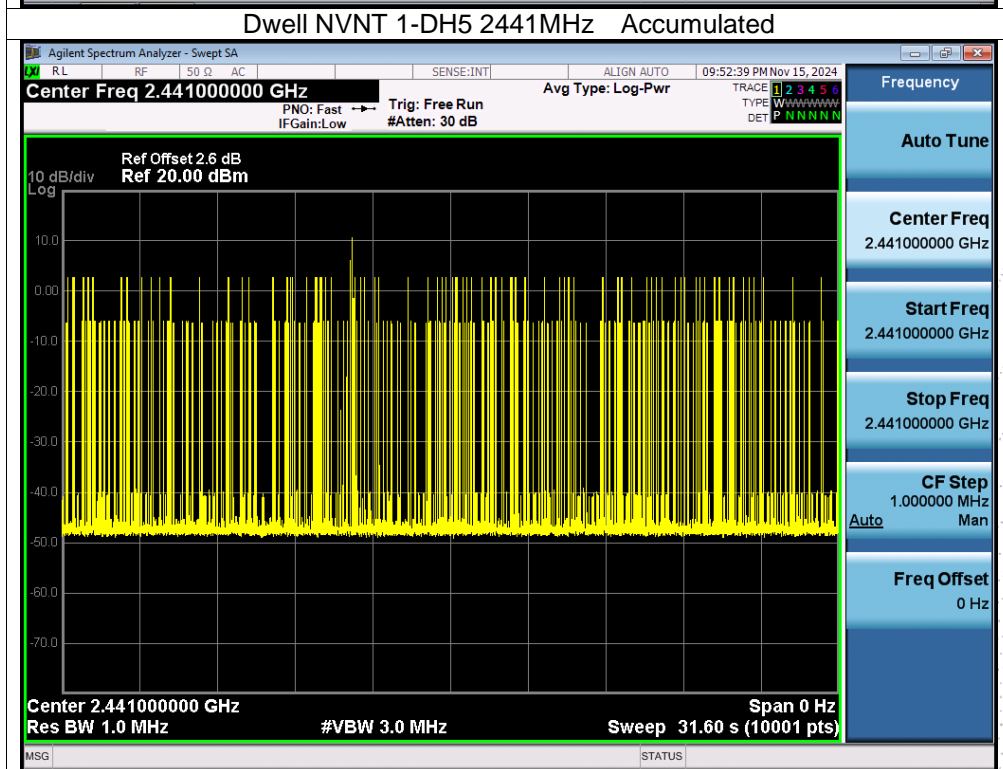 Dwell NVNT 1-DH5 2441MHz Accumulated
Agilent Spectrum Analyzer - Swept SA
LXI RL RF 50 Ω AC SENSE:INT ALIGN AUTO 09:52:39 PM Nov 15, 2024
Center Freq 2.441000000 GHz
PNO: Fast
IFGain:Low
Trig: Free Run
#Atten: 30 dB
Avg Type: Log-Pwr
TRACE 1 2 3 4 5 6
TYPE WWWWWW
DET P N N N N N
Ref Offset 2.6 dB
10 dB/div Ref 20.00 dBm
Log
10.0
0.00
-10.0
-20.0
-30.0
-40.0
-50.0
-60.0
-70.0
Center 2.441000000 GHz Span 0 Hz
Res BW 1.0 MHz #VBW 3.0 MHz Sweep 31.60 s (10001 pts)
MSG STATUS
Frequency
Auto Tune
Center Freq
2.441000000 GHz
Start Freq
2.441000000 GHz
Stop Freq
2.441000000 GHz
CF Step
1.000000 MHz
Auto Man
Freq Offset
0 Hz